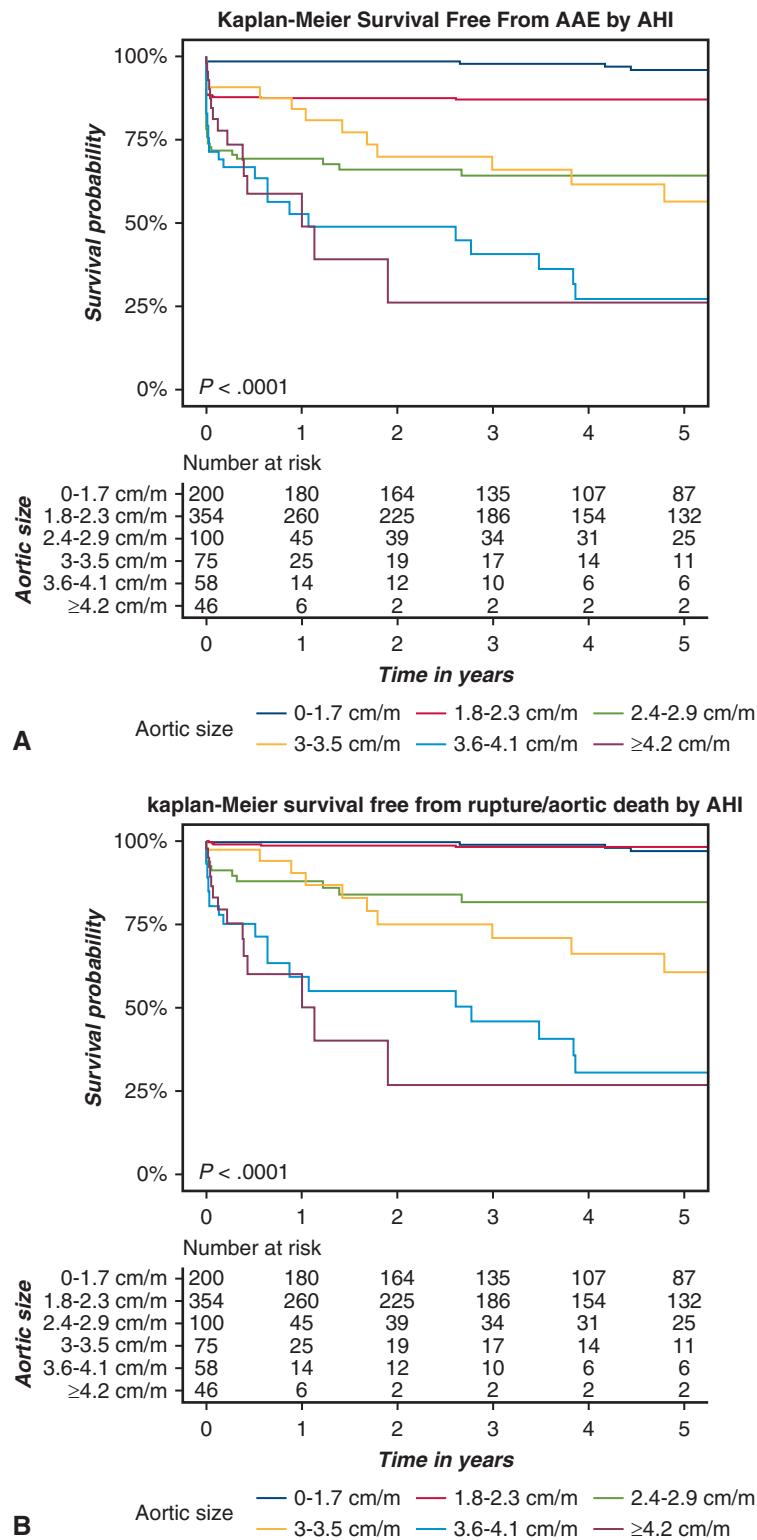 Kaplan-Meier Survival Free From AAE by AHI
100%
75%
50%
25%
0%
Survival probability
P < .0001
0 1 2 3 4 5
Number at risk
Aortic size
0-1.7 cm/m 200 180 164 135 107 87
1.8-2.3 cm/m 354 260 225 186 154 132
2.4-2.9 cm/m 100 45 39 34 31 25
3-3.5 cm/m 75 25 19 17 14 11
3.6-4.1 cm/m 58 14 12 10 6 6
≥4.2 cm/m 46 6 2 2 2 2
0 1 2 3 4 5
Time in years
A
Aortic size 0-1.7 cm/m 1.8-2.3 cm/m 2.4-2.9 cm/m
3-3.5 cm/m 3.6-4.1 cm/m ≥4.2 cm/m
kaplan-Meier survival free from rupture/aortic death by AHI
100%
75%
50%
25%
0%
Survival probability
P < .0001
0 1 2 3 4 5
Number at risk
Aortic size
0-1.7 cm/m 200 180 164 135 107 87
1.8-2.3 cm/m 354 260 225 186 154 132
2.4-2.9 cm/m 100 45 39 34 31 25
3-3.5 cm/m 75 25 19 17 14 11
3.6-4.1 cm/m 58 14 12 10 6 6
≥4.2 cm/m 46 6 2 2 2 2
0 1 2 3 4 5
Time in years
B
Aortic size 0-1.7 cm/m 1.8-2.3 cm/m 2.4-2.9 cm/m
3-3.5 cm/m 3.6-4.1 cm/m ≥4.2 cm/m